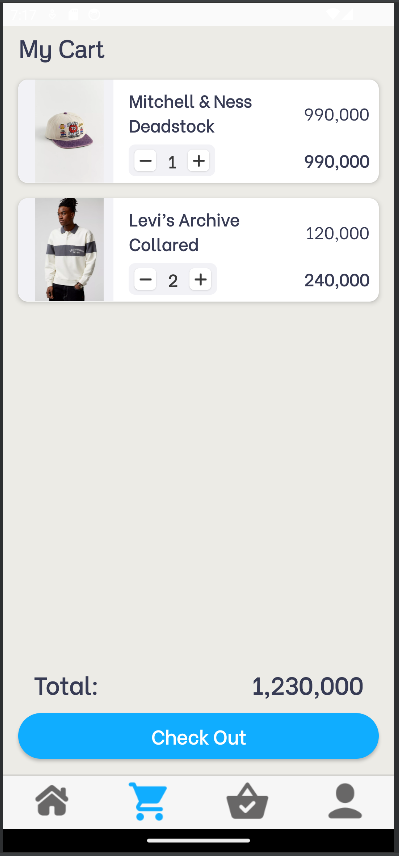 My Cart
Mitchell & Ness
Deadstock
990,000
1
990,000
Levi's Archive
Collared
120,000
2
240,000
Total:
1,230,000
Check Out